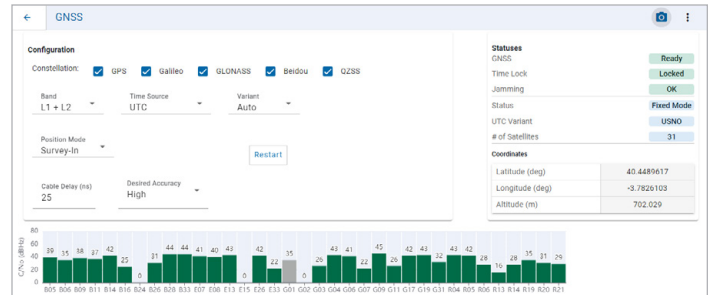 GNSS
Configuration
Constellation: GPS Galileo GLONASS Beidou QZSS
Band Time Source Variant
L1 + L2 UTC Auto
Position Mode
Survey-In
Restart
Cable Delay (ns) Desired Accuracy
25 High
Statuses
GNSS Ready
Time Lock Locked
Jamming OK
Status Fixed Mode
UTC Variant USNO
# of Satellites 31
Coordinates
Latitude (deg) 40.4489617
Longitude (deg) -3.7826103
Altitude (m) 702.029
C/No (dBHz)
80
60
40
20
0
39 35 38 37 42 25 0 31 44 44 41 40 43 0 42 22 35 0 26 43 41 22 45 26 42 43 32 43 42 28 16 28 35 31 29
B05 B06 B09 B11 B14 B16 B24 B26 B28 B33 E07 E08 E13 E15 E26 E33 G01 G02 G03 G04 G06 G07 G09 G11 G17 G19 G31 R04 R05 R06 R13 R14 R19 R20 R21